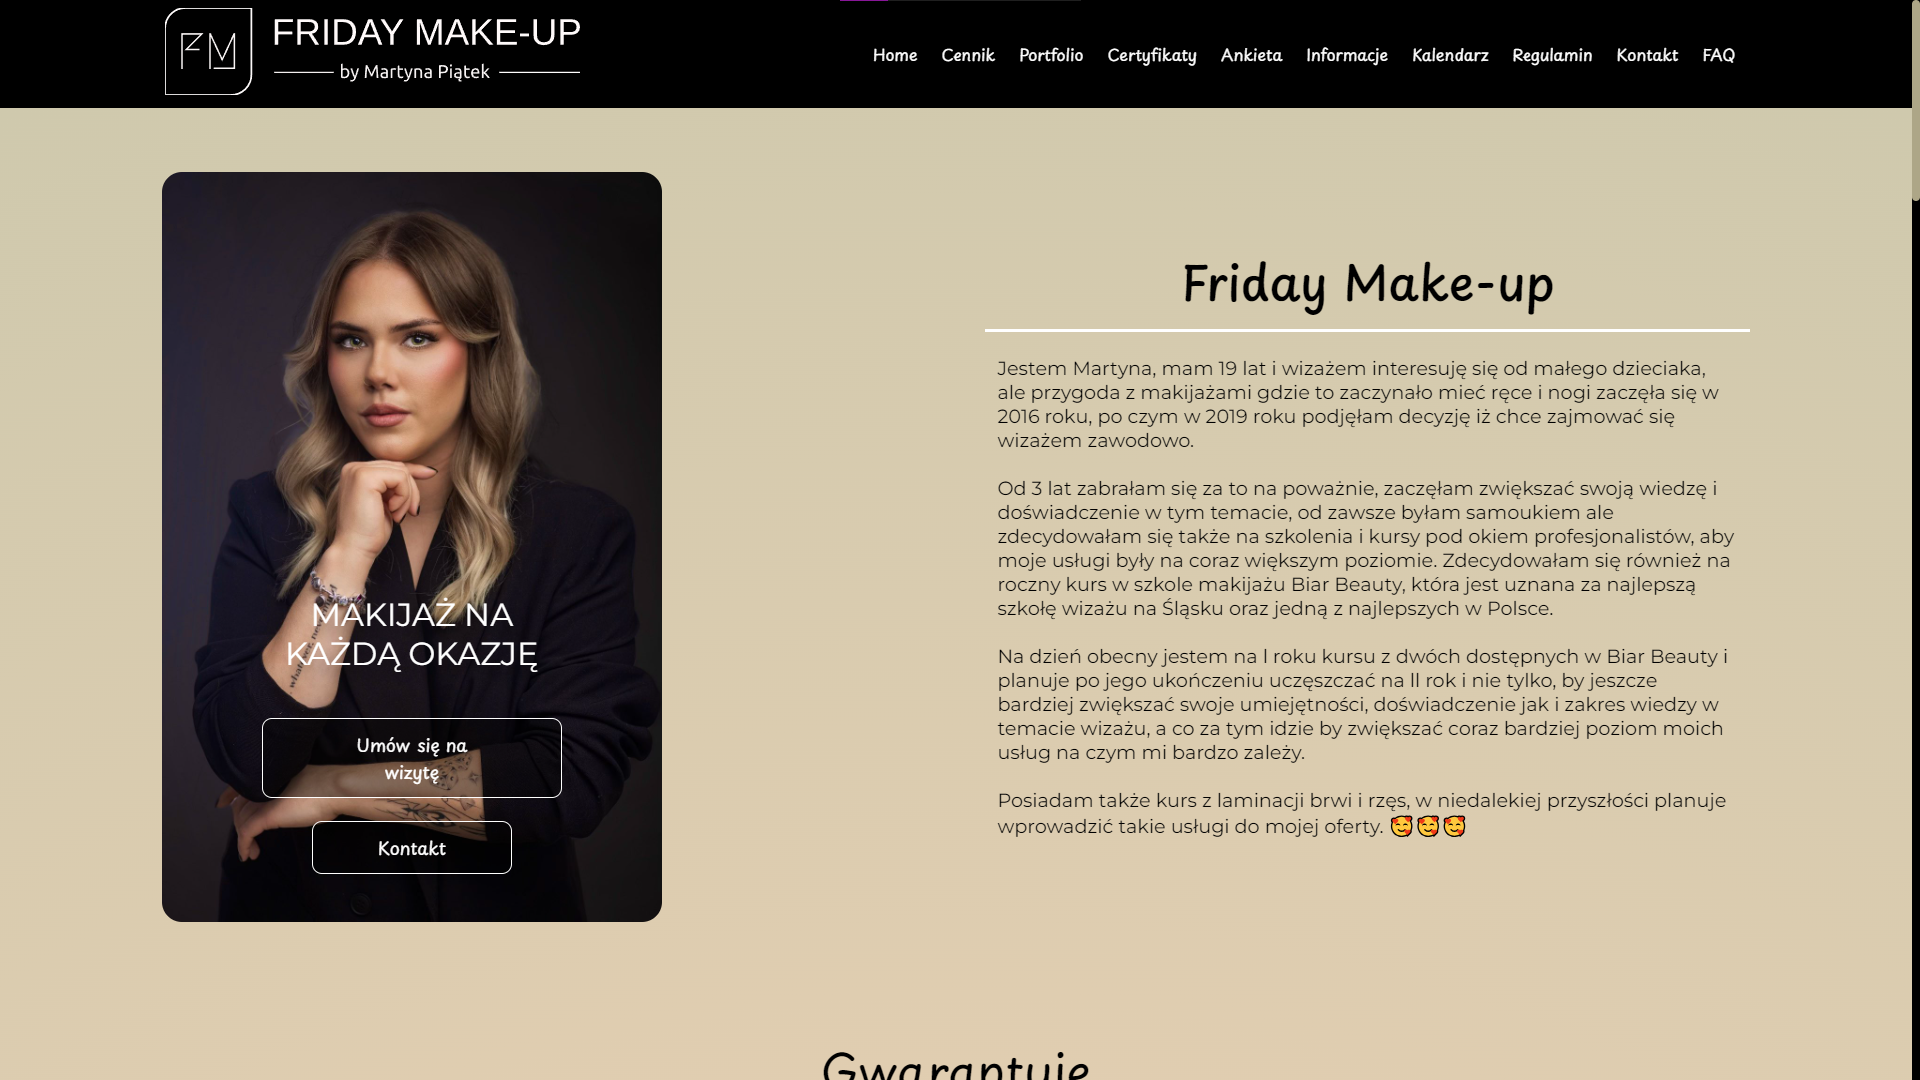 FM
FRIDAY MAKE-UP
by Martyna Piątek
Home Cennik Portfolio Certyfikaty Ankieta Informacje Kalendarz Regulamin Kontakt FAQ
MAKIJAŻ NA
KAŻDĄ OKAZJĘ
Umów się na
wizytę
Kontakt
Friday Make-up
Jestem Martyna, mam 19 lat i wizażem interesuję się od małego dzieciaka,
ale przygoda z makijażami gdzie to zaczynało mieć ręce i nogi zaczęła się w
2016 roku, po czym w 2019 roku podjęłam decyzję iż chce zajmować się
wizażem zawodowo.
Od 3 lat zabrałam się za to na poważnie, zaczęłam zwiększać swoją wiedzę i
doświadczenie w tym temacie, od zawsze byłam samoukiem ale
zdecydowałam się także na szkolenia i kursy pod okiem profesjonalistów, aby
moje usługi były na coraz większym poziomie. Zdecydowałam się również na
roczny kurs w szkole makijażu Biar Beauty, która jest uznana za najlepszą
szkołę wizażu na Śląsku oraz jedną z najlepszych w Polsce.
Na dzień obecny jestem na l roku kursu z dwóch dostępnych w Biar Beauty i
planuje po jego ukończeniu uczęszczać na ll rok i nie tylko, by jeszcze
bardziej zwiększać swoje umiejętności, doświadczenie jak i zakres wiedzy w
temacie wizażu, a co za tym idzie by zwiększać coraz bardziej poziom moich
usług na czym mi bardzo zależy.
Posiadam także kurs z laminacji brwi i rzęs, w niedalekiej przyszłości planuje
wprowadzić takie usługi do mojej oferty. 🥰🥰🥰
Gwarantuję